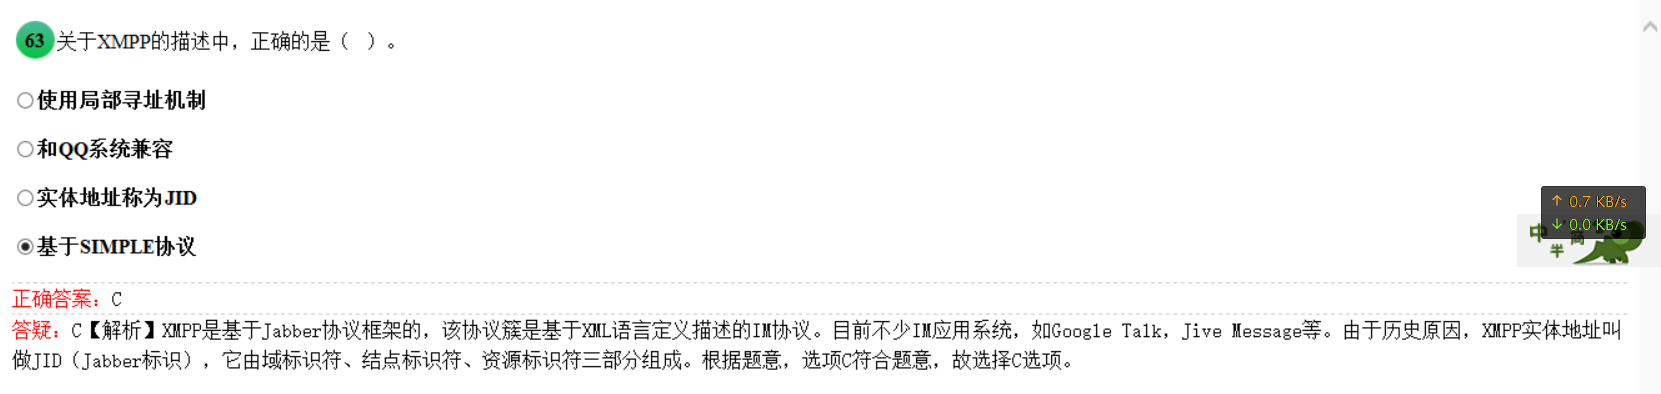 63 关于XMPP的描述中，正确的是（ ）。
使用局部寻址机制
和QQ系统兼容
实体地址称为JID
基于SIMPLE协议
↑ 0.7 KB/s
↓ 0.0 KB/s
中
半
正确答案：C
答疑：C【解析】XMPP是基于Jabber协议框架的，该协议簇是基于XML语言定义描述的IM协议。目前不少IM应用系统，如Google Talk，Jive Message等。由于历史原因，XMPP实体地址叫
做JID（Jabber标识），它由域标识符、结点标识符、资源标识符三部分组成。根据题意，选项C符合题意，故选择C选项。